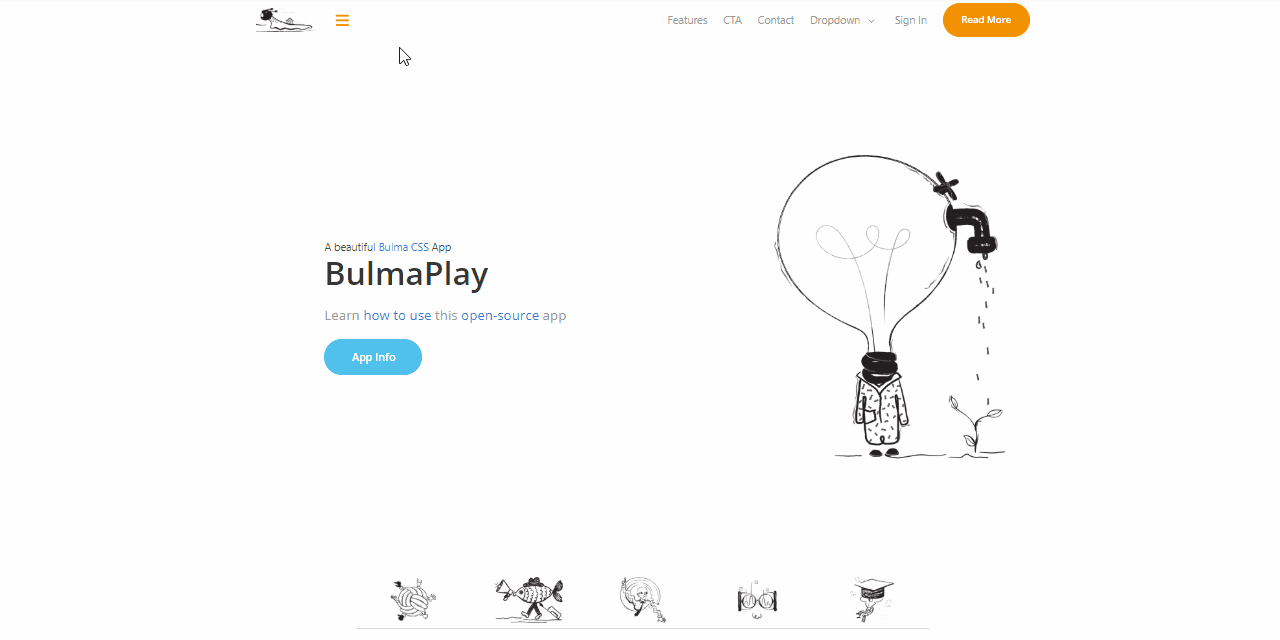 Features CTA Contact Dropdown Sign In Read More
A beautiful Bulma CSS App
BulmaPlay
Learn how to use this open-source app
App Info